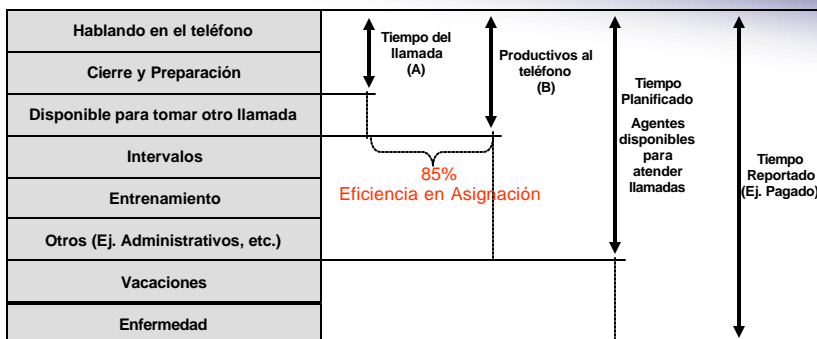 Hablando en el teléfono
Cierre y Preparación
Disponible para tomar otro llamada
Intervalos
Entrenamiento
Otros (Ej. Administrativos, etc.)
Vacaciones
Enfermedad
Tiempo del
llamada
(A)
Productivos al
teléfono
(B)
85%
Eficiencia en Asignación
Tiempo
Planificado
Agentes
disponibles
para
atender
llamadas
Tiempo
Reportado
(Ej. Pagado)